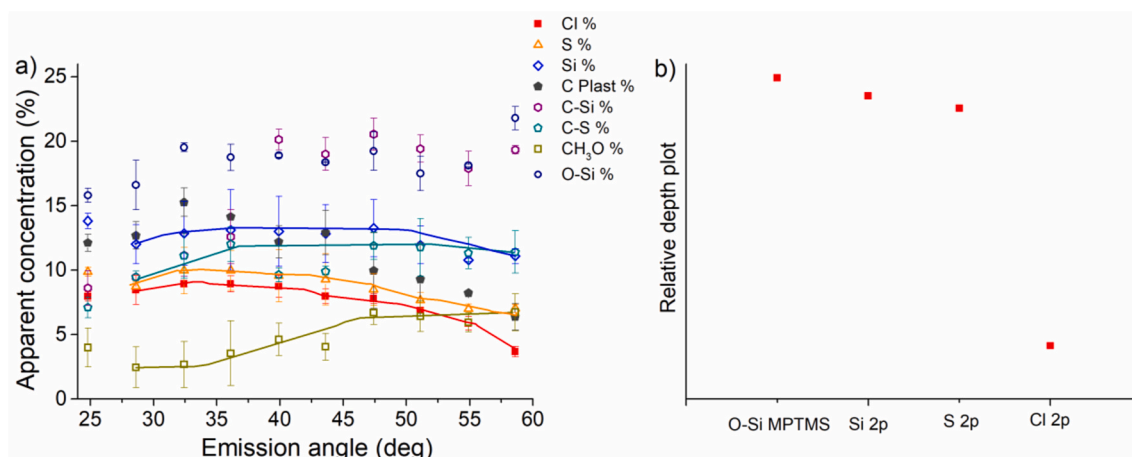 a)
Apparent concentration (%)
25
20
15
10
5
0
25 30 35 40 45 50 55 60
Emission angle (deg)
Cl %
S %
Si %
C Plast %
C-Si %
C-S %
CH₃O %
O-Si %
b)
Relative depth plot
O-Si MPTMS Si 2p S 2p Cl 2p